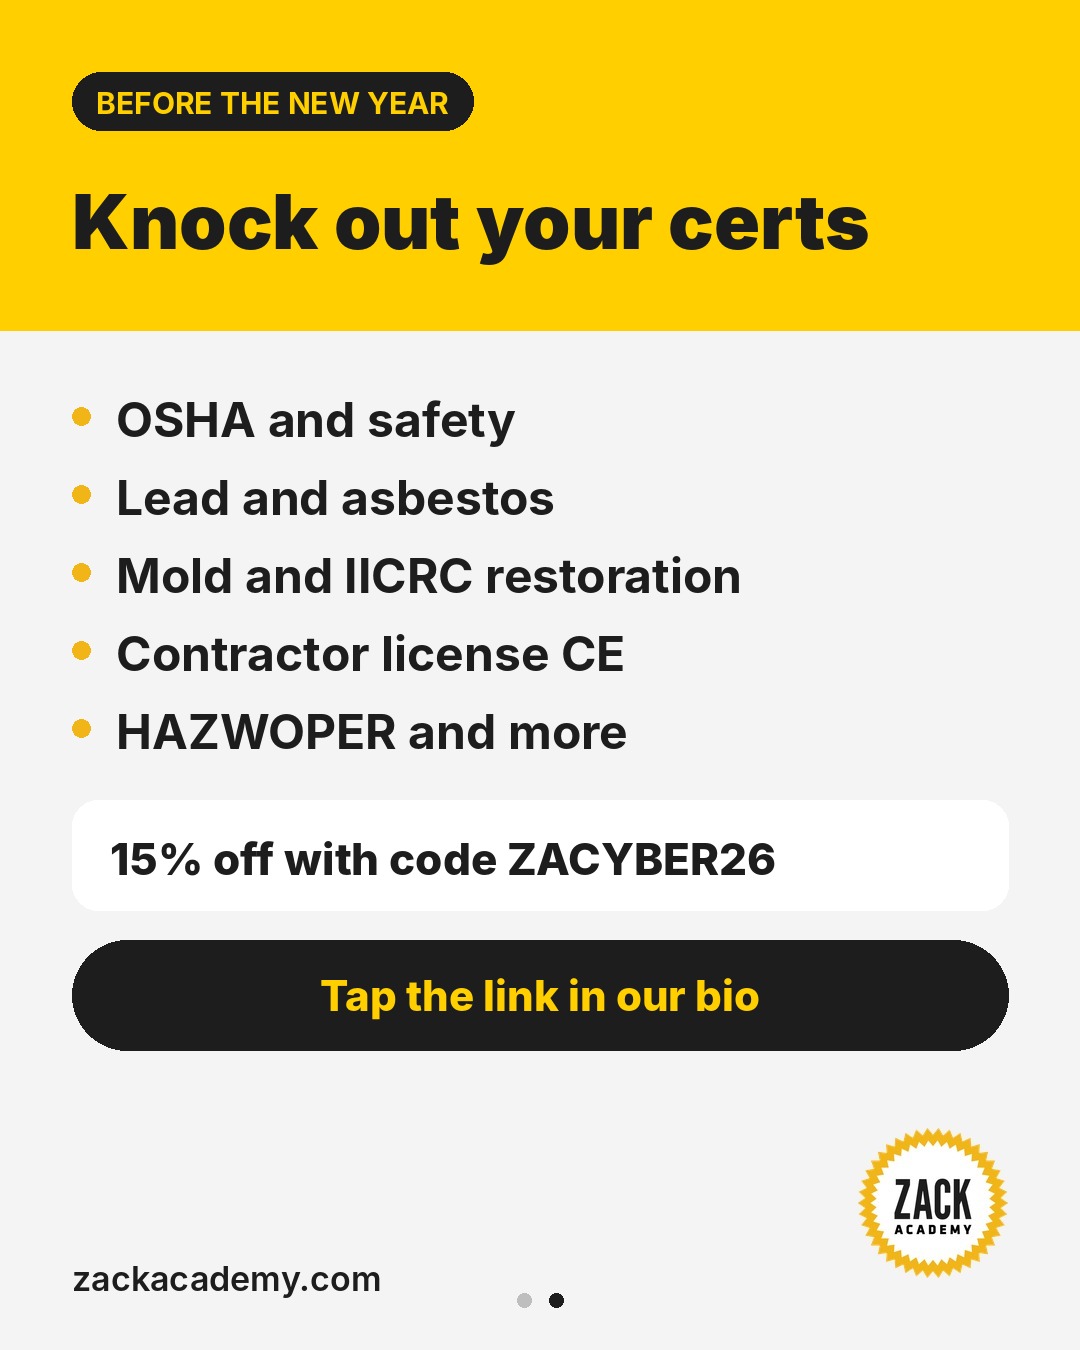 BEFORE THE NEW YEAR
Knock out your certs
OSHA and safety
Lead and asbestos
Mold and IICRC restoration
Contractor license CE
HAZWOPER and more
15% off with code ZACYBER26
Tap the link in our bio
ZACK
ACADEMY
zackacademy.com